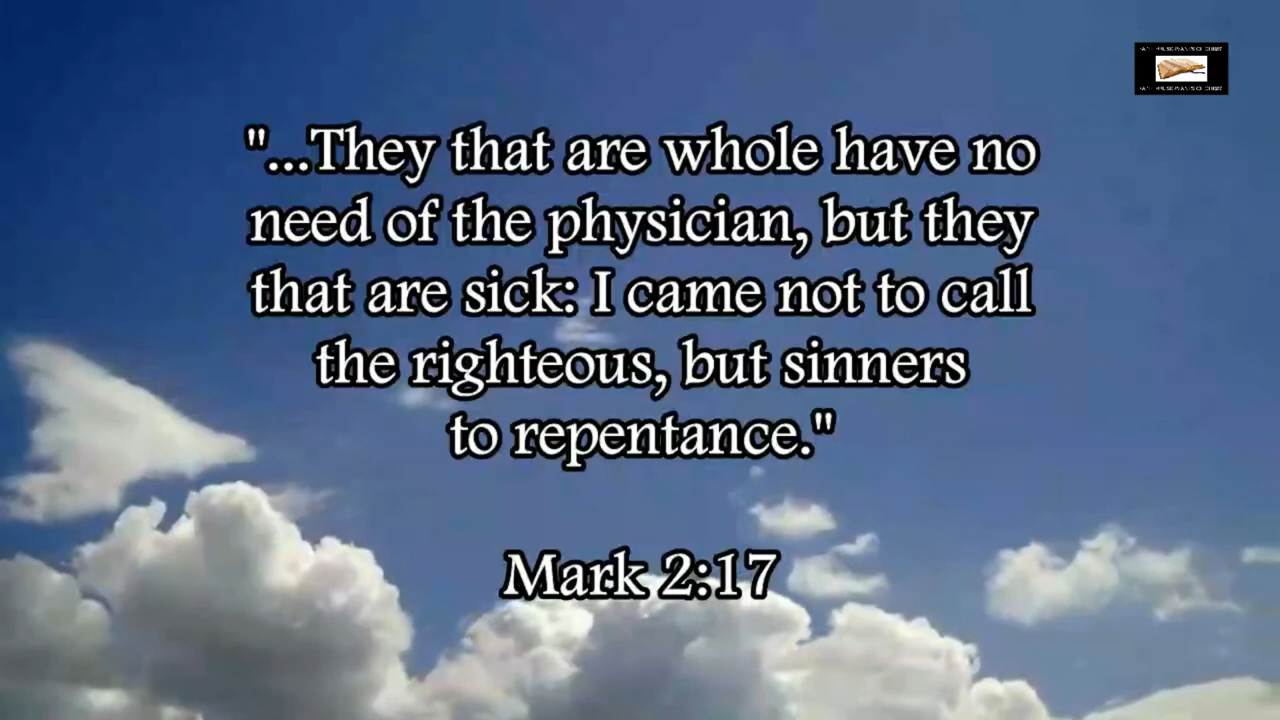 "...They that are whole have no
need of the physician, but they
that are sick: I came not to call
the righteous, but sinners
to repentance."
Mark 2:17